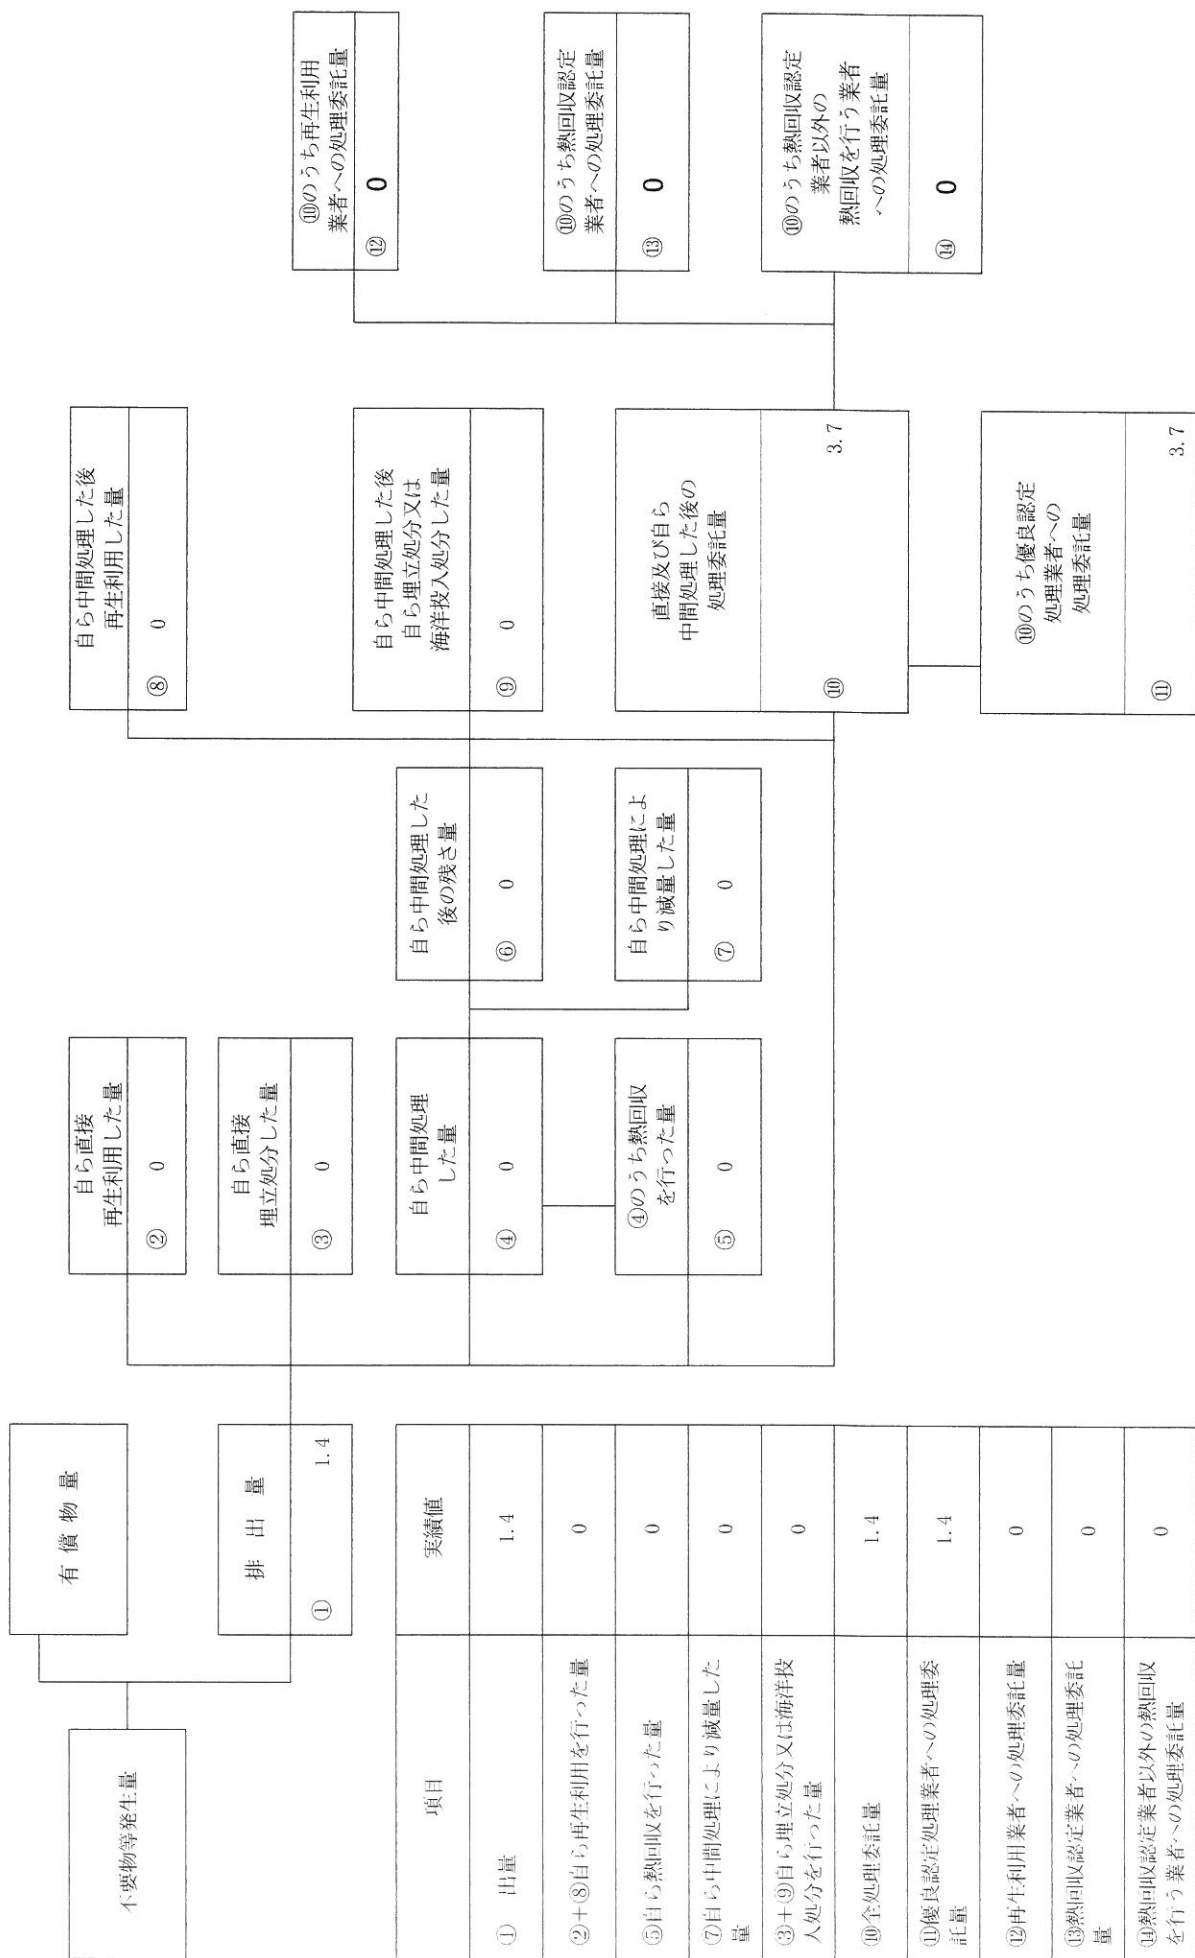 不要物等発生量
有償物量
排出量
① 1.4
自ら直接
再生利用した量
② 0
自ら直接
埋立処分した量
③ 0
自ら中間処理
した量
④ 0
④のうち熱回収
を行った量
⑤ 0
自ら中間処理した
後の残さ量
⑥ 0
自ら中間処理によ
り減量した量
⑦ 0
自ら中間処理した後
再生利用した量
⑧ 0
自ら中間処理した後
自ら埋立処分又は
海洋投入処分した量
⑨ 0
直接及び自ら
中間処理した後の
処理委託量
⑩ 3.7
⑩のうち優良認定
処理業者への
処理委託量
⑪ 3.7
⑩のうち再生利用
業者への処理委託量
⑫ 0
⑩のうち熱回収認定
業者への処理委託量
⑬ 0
⑩のうち熱回収認定
業者以外の
熱回収を行う業者
への処理委託量
⑭ 0
項目 実績値
① 出量 1.4
②+⑧自ら再生利用を行った量 0
⑤自ら熱回収を行った量 0
⑦自ら中間処理により減量した
量 0
③+⑨自ら埋立処分又は海洋投
入処分を行った量 0
⑩全処理委託量 1.4
⑪優良認定処理業者への処理委
託量 1.4
⑫再生利用業者への処理委託量 0
⑬熱回収認定業者への処理委託
量 0
⑭熱回収認定業者以外の熱回収
を行う業者への処理委託量 0